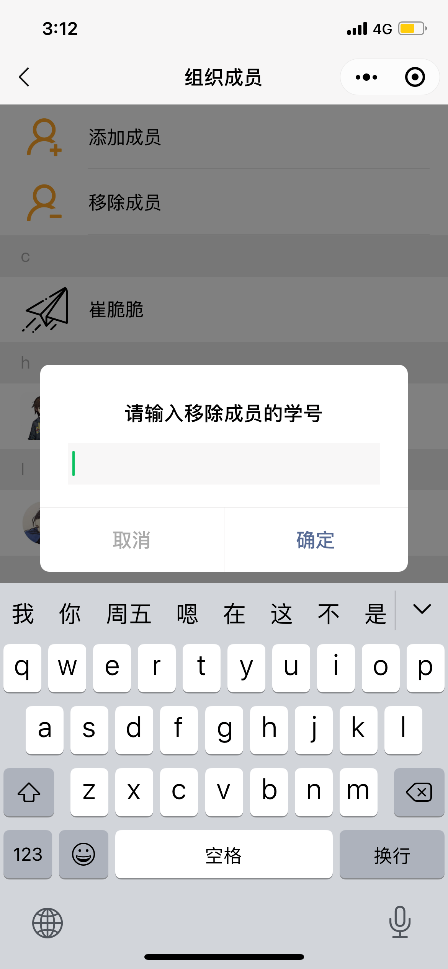 3:12
4G
组织成员
添加成员
移除成员
c
崔脆脆
h
请输入移除成员的学号
l
取消
确定
我 你 周五 嗯 在 这 不 是
q w e r t y u i o p
a s d f g h j k l
z x c v b n m
123 空格 换行